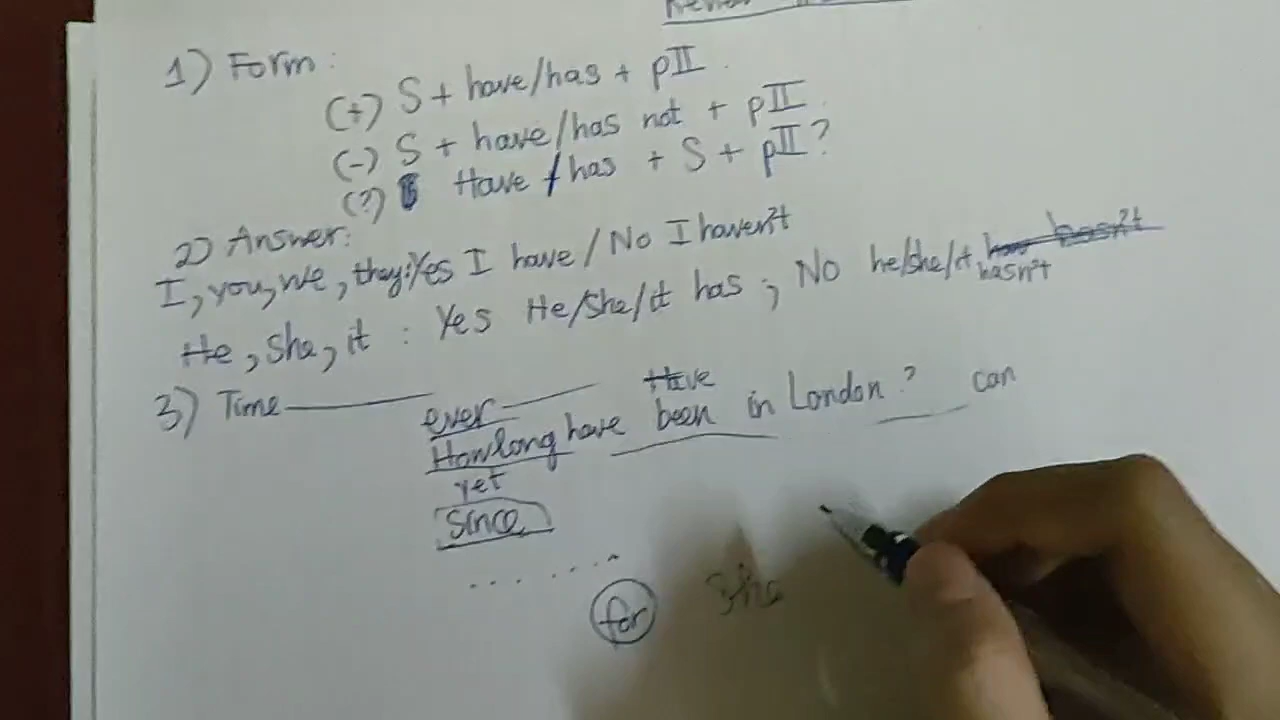 1) Form :
(+) S + have/has + pII .
(-) S + have/has not + pII .
(?) Have / has + S + pII ?
2) Answer:
I, you, we, they: Yes I have / No I haven't
He, she, it : Yes He/She/it has ; No he/she/it hasn't
3) Time
ever Have
How long have been in London ? can
yet
since
........
for She